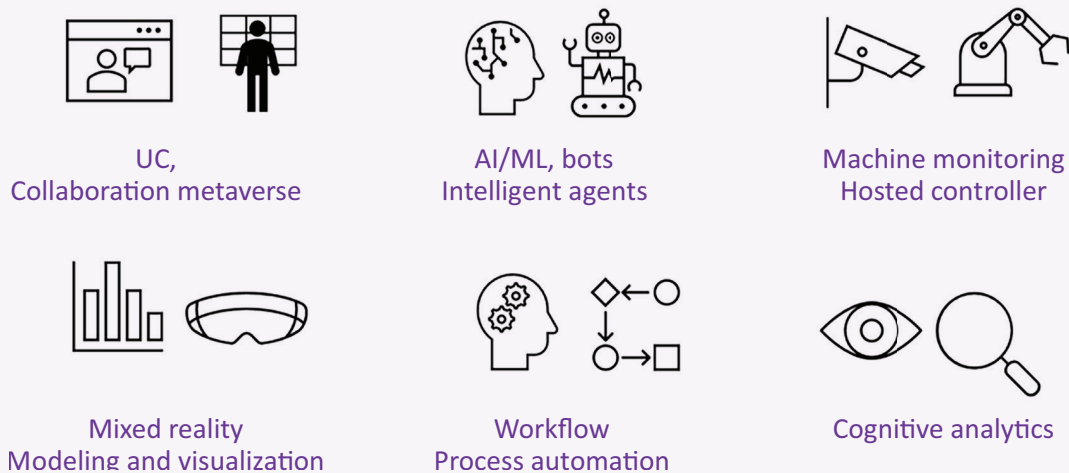 UC,
Collaboration metaverse
AI/ML, bots
Intelligent agents
Machine monitoring
Hosted controller
Mixed reality
Modeling and visualization
Workflow
Process automation
Cognitive analytics